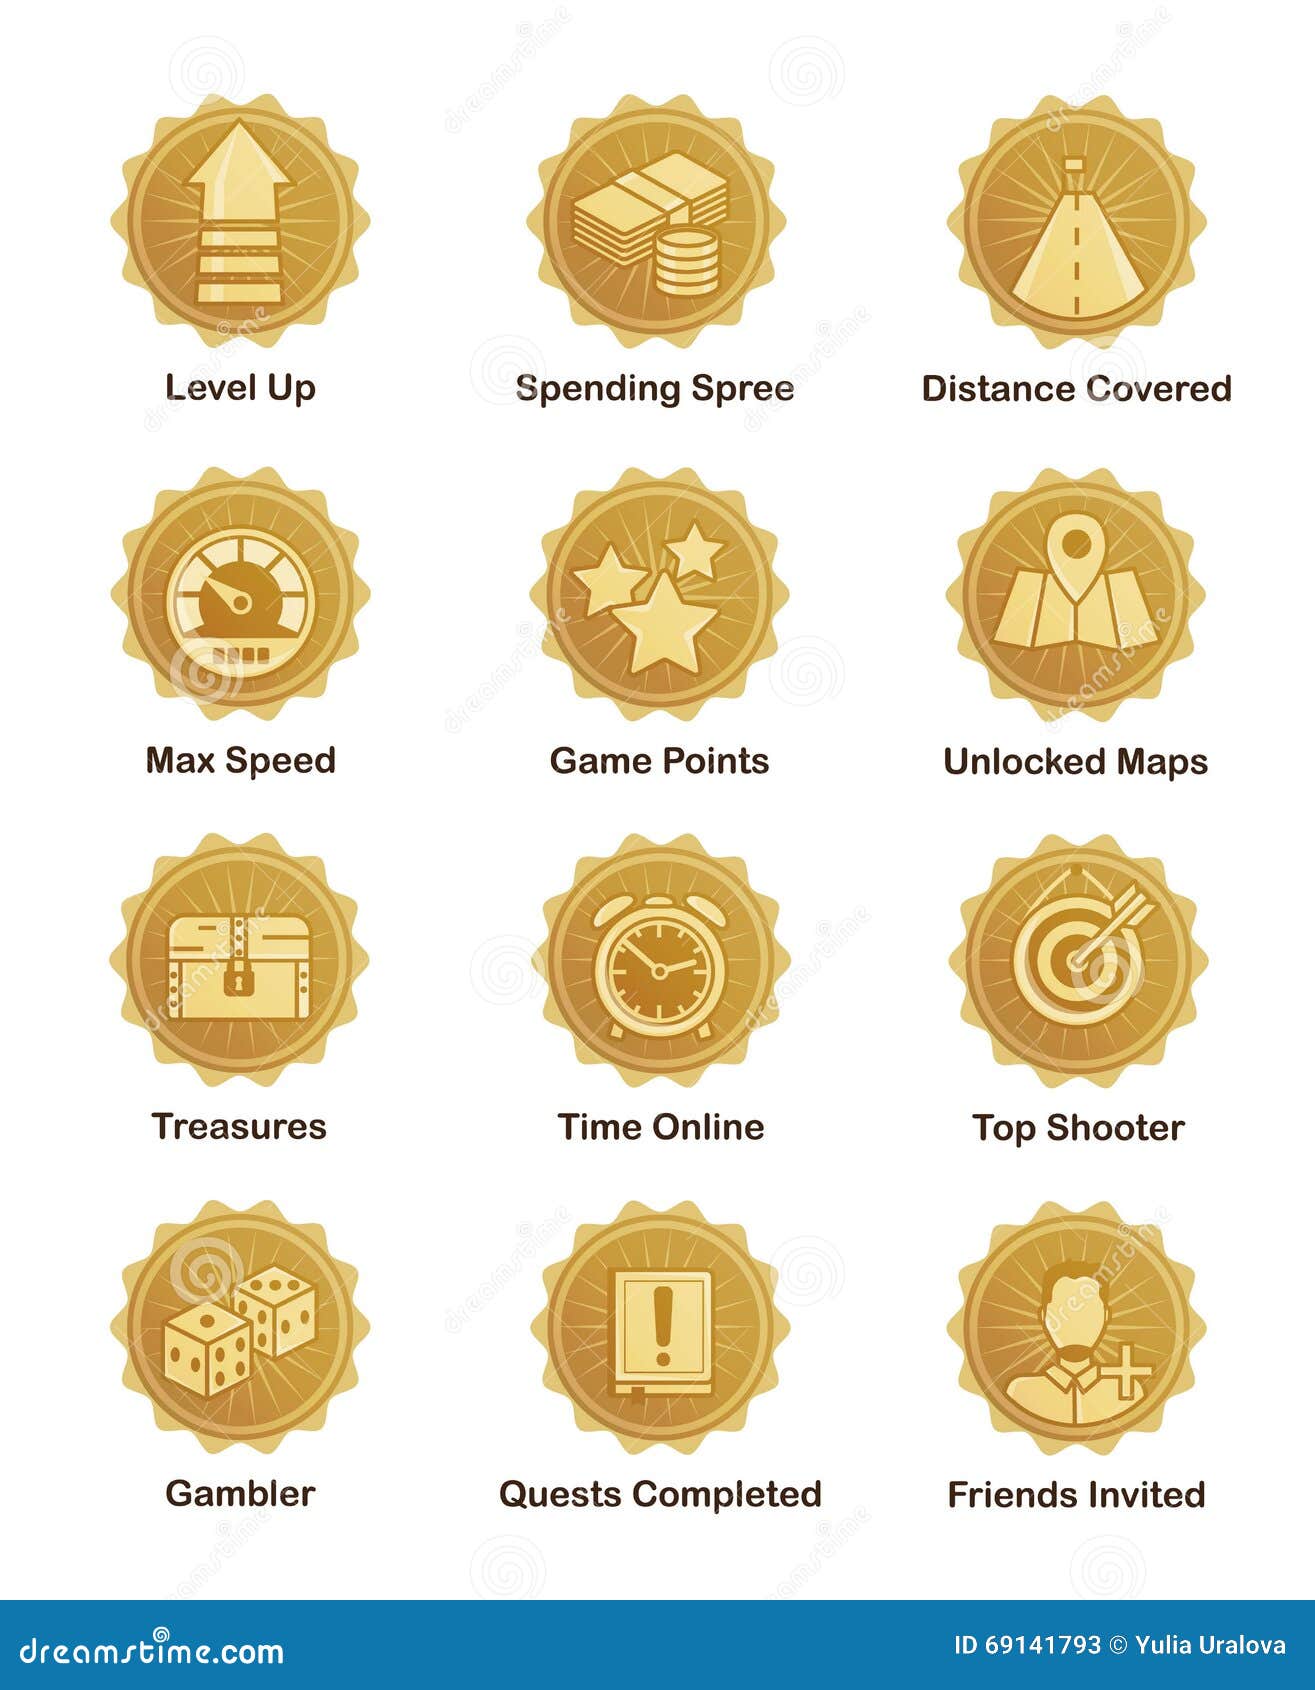 Level Up
Spending Spree
Distance Covered
Max Speed
Game Points
Unlocked Maps
Treasures
Time Online
Top Shooter
Gambler
Quests Completed
Friends Invited
dreamstime.com
ID 69141793 © Yulia Uralova